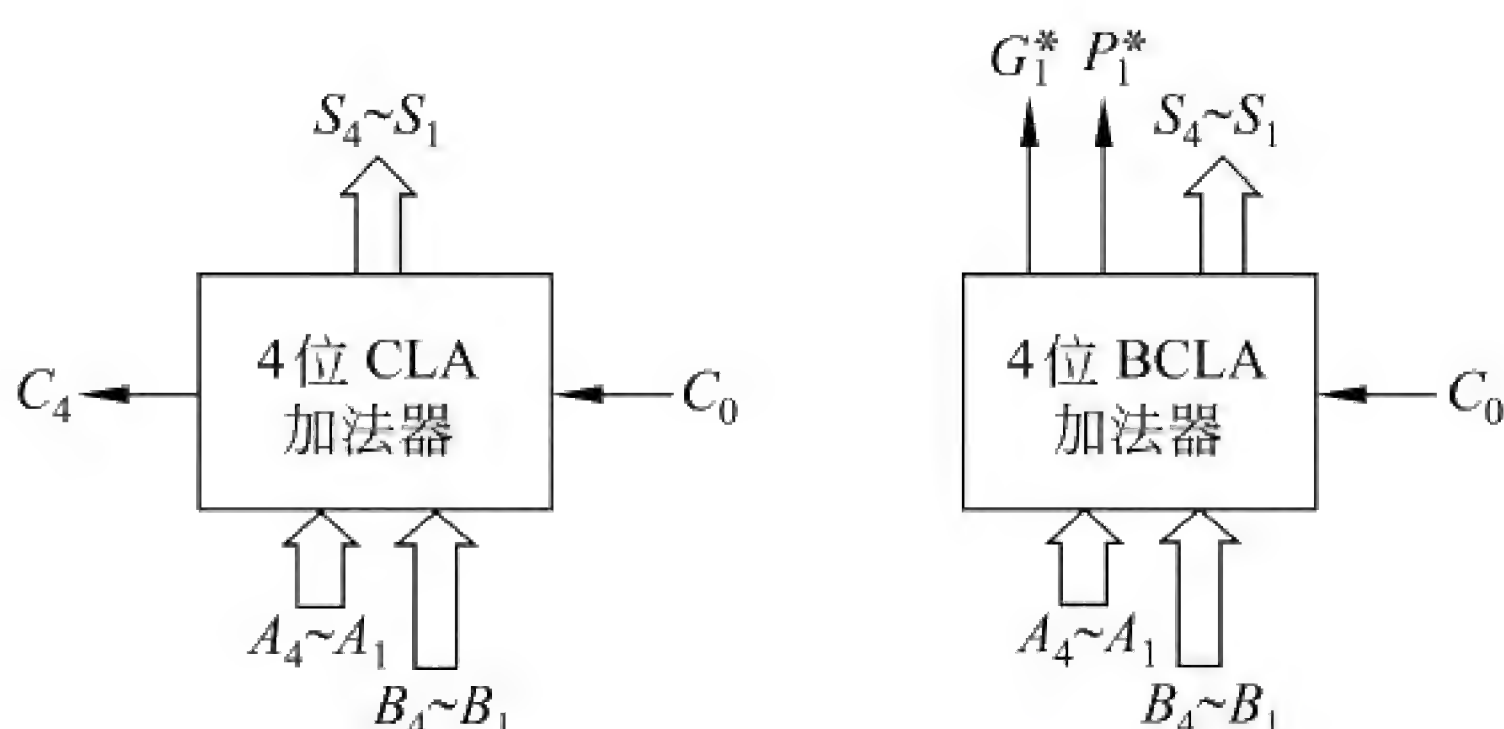 S₄~S₁
4位 CLA
加法器
C₄
C₀
A₄~A₁
B₄~B₁
G₁* P₁*
S₄~S₁
4位 BCLA
加法器
C₀
A₄~A₁
B₄~B₁